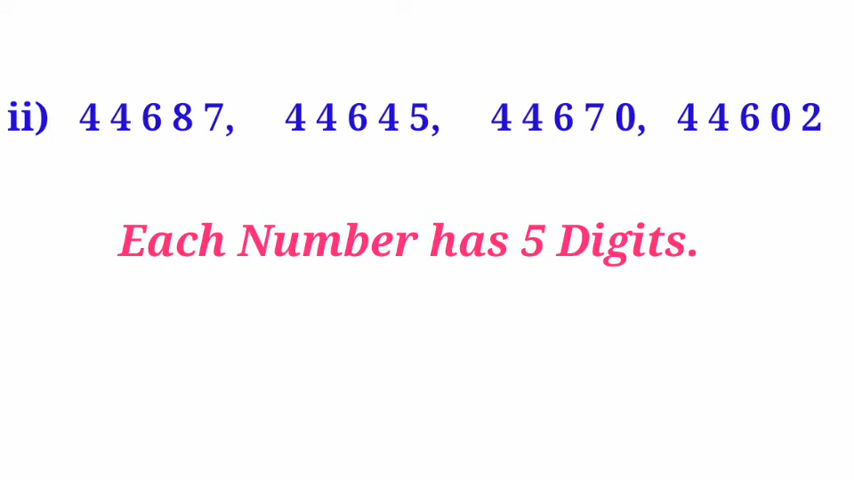 ii) 4 4 6 8 7, 4 4 6 4 5, 4 4 6 7 0, 4 4 6 0 2
Each Number has 5 Digits.